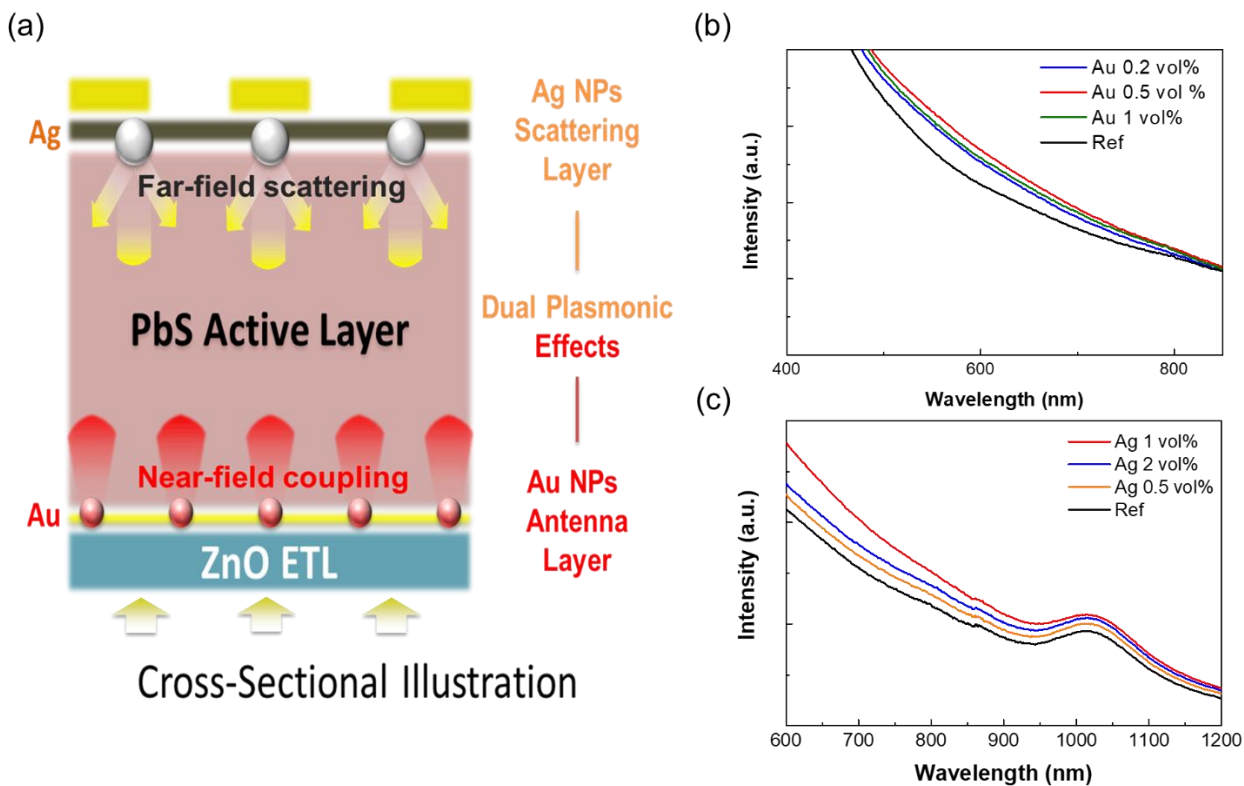 (a)
Ag
Far-field scattering
PbS Active Layer
Near-field coupling
Au
ZnO ETL
Cross-Sectional Illustration
Ag NPs
Scattering
Layer
Dual Plasmonic
Effects
Au NPs
Antenna
Layer
(b)
Intensity (a.u.)
Au 0.2 vol%
Au 0.5 vol %
Au 1 vol%
Ref
400
600
800
Wavelength (nm)
(c)
Intensity (a.u.)
Ag 1 vol%
Ag 2 vol%
Ag 0.5 vol%
Ref
600
700
800
900
1000
1100
1200
Wavelength (nm)